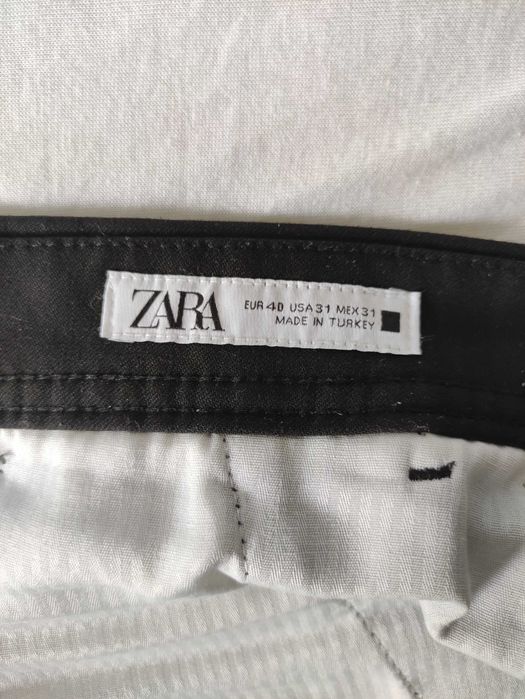 ZARA
EUR 40 USA 31 MEX 31
MADE IN TURKEY